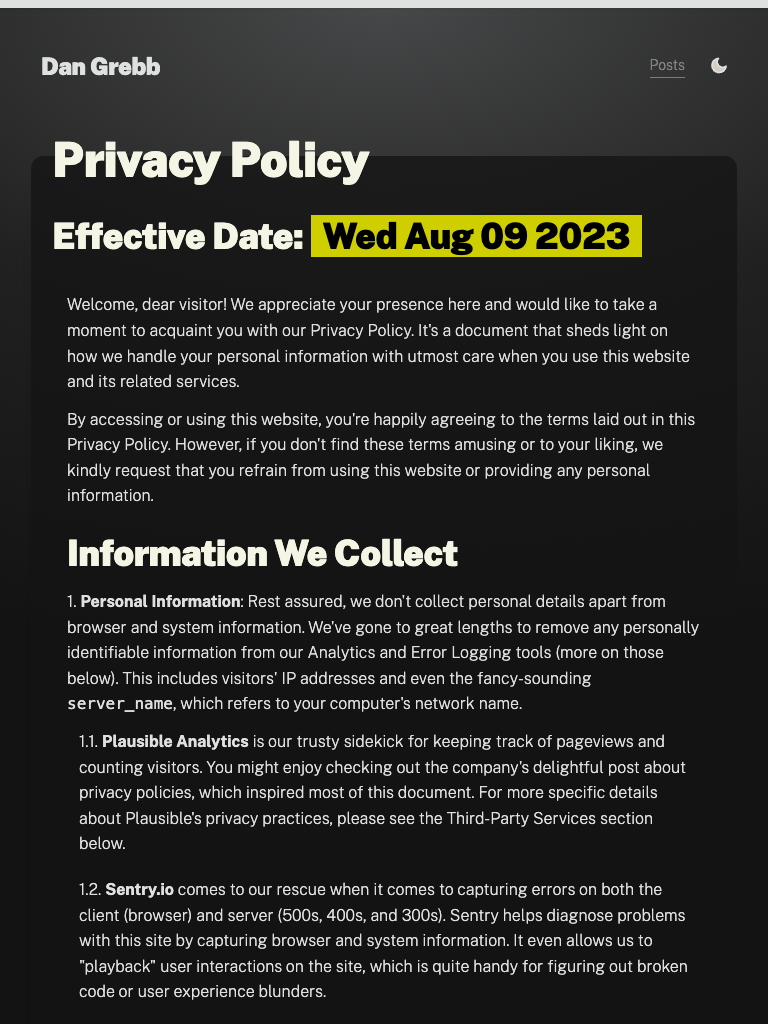 Dan Grebb
Posts
Privacy Policy
Effective Date: Wed Aug 09 2023
Welcome, dear visitor! We appreciate your presence here and would like to take a
moment to acquaint you with our Privacy Policy. It's a document that sheds light on
how we handle your personal information with utmost care when you use this website
and its related services.
By accessing or using this website, you're happily agreeing to the terms laid out in this
Privacy Policy. However, if you don't find these terms amusing or to your liking, we
kindly request that you refrain from using this website or providing any personal
information.
Information We Collect
1. Personal Information: Rest assured, we don't collect personal details apart from
browser and system information. We've gone to great lengths to remove any personally
identifiable information from our Analytics and Error Logging tools (more on those
below). This includes visitors' IP addresses and even the fancy-sounding
server_name, which refers to your computer's network name.
1.1. Plausible Analytics is our trusty sidekick for keeping track of pageviews and
counting visitors. You might enjoy checking out the company's delightful post about
privacy policies, which inspired most of this document. For more specific details
about Plausible's privacy practices, please see the Third-Party Services section
below.
1.2. Sentry.io comes to our rescue when it comes to capturing errors on both the
client (browser) and server (500s, 400s, and 300s). Sentry helps diagnose problems
with this site by capturing browser and system information. It even allows us to
"playback" user interactions on the site, which is quite handy for figuring out broken
code or user experience blunders.